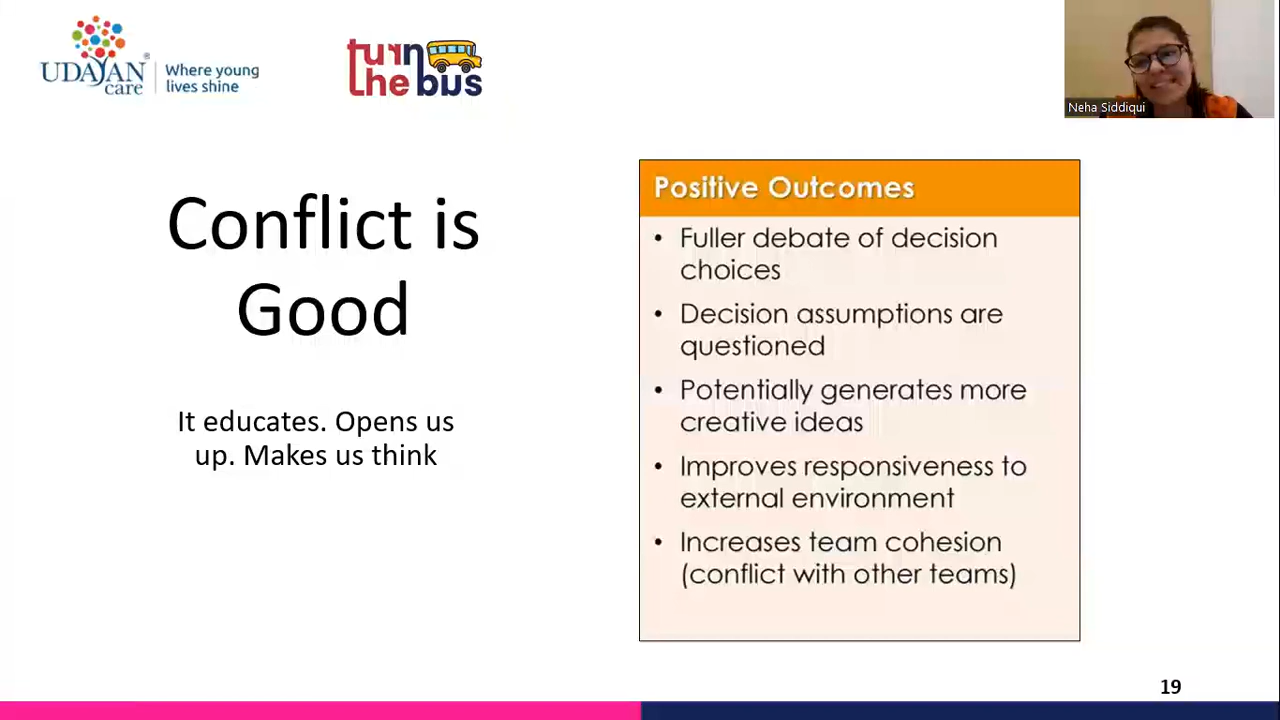 UDAYAN
care
®
Where young
lives shine
turn
the bus
Neha Siddiqui
Conflict is
Good
It educates. Opens us
up. Makes us think
Positive Outcomes
• Fuller debate of decision
choices
• Decision assumptions are
questioned
• Potentially generates more
creative ideas
• Improves responsiveness to
external environment
• Increases team cohesion
(conflict with other teams)
19